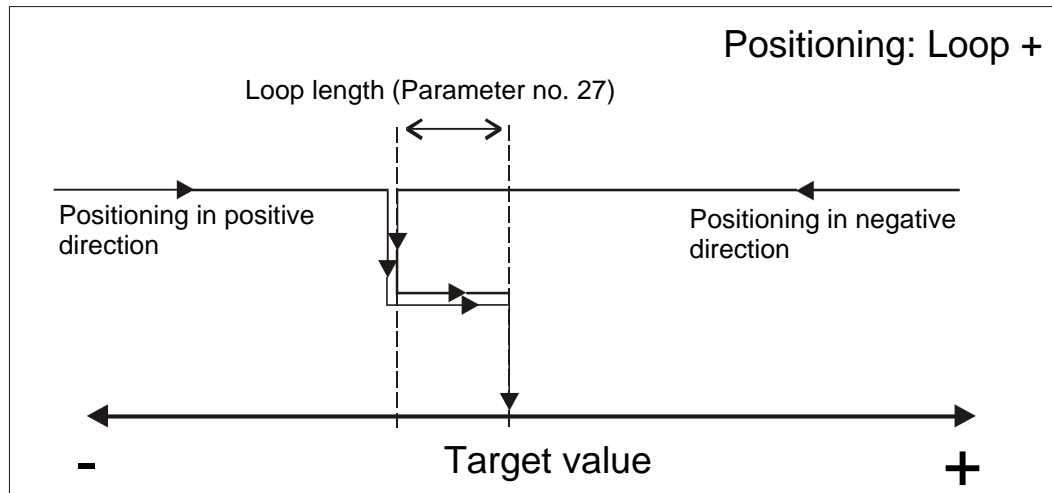 Positioning: Loop +
Loop length (Parameter no. 27)
Positioning in positive
direction
Positioning in negative
direction
- Target value +